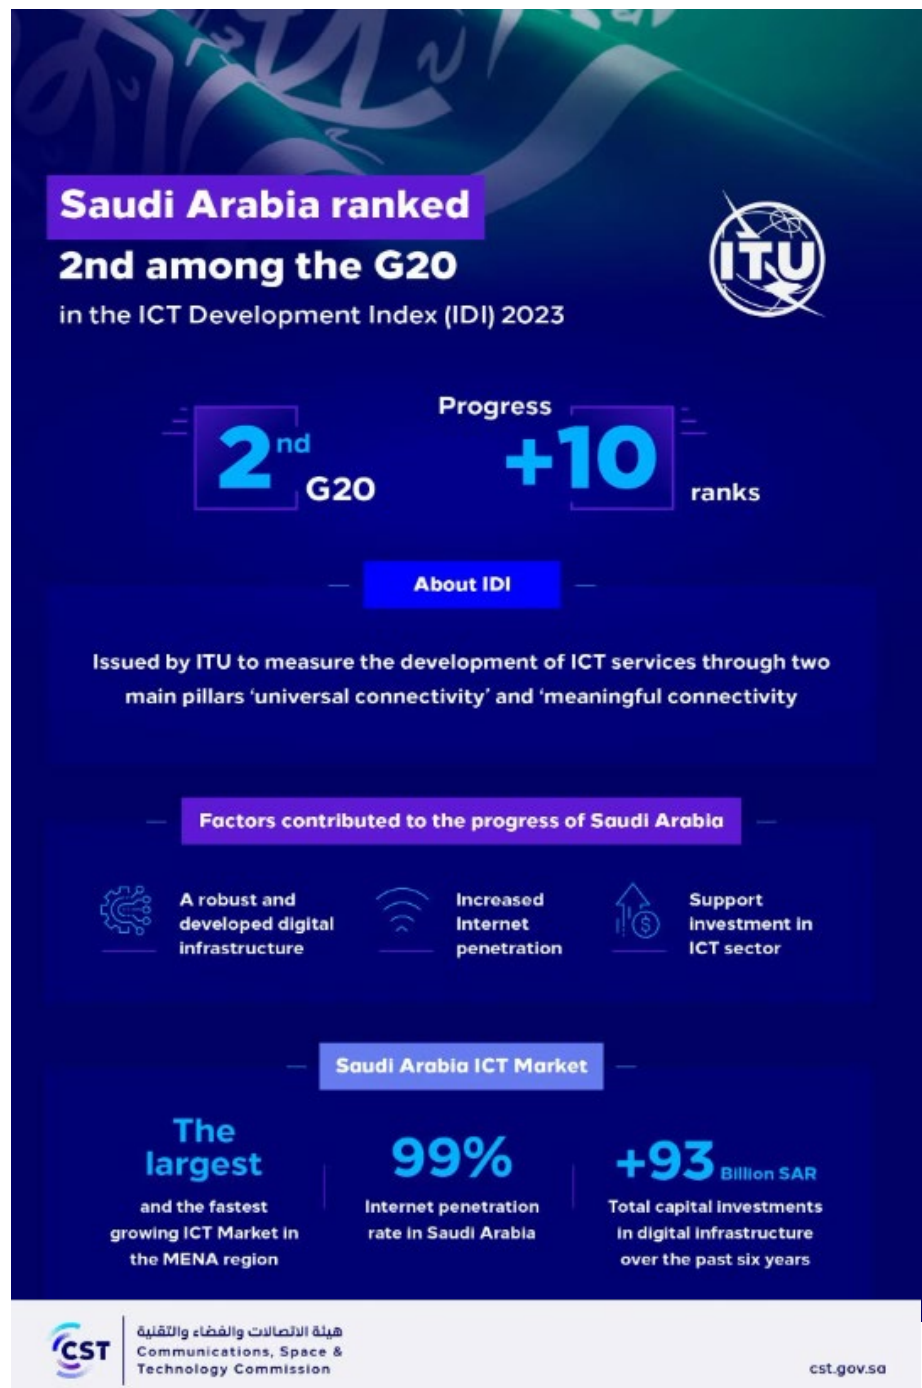 Saudi Arabia ranked
2nd among the G20
in the ICT Development Index (IDI) 2023
ITU
2nd
G20
Progress
+10
ranks
About IDI
Issued by ITU to measure the development of ICT services through two
main pillars ‘universal connectivity’ and ‘meaningful connectivity
Factors contributed to the progress of Saudi Arabia
A robust and
developed digital
infrastructure
Increased
Internet
penetration
Support
investment in
ICT sector
Saudi Arabia ICT Market
The
largest
and the fastest
growing ICT Market in
the MENA region
99%
Internet penetration
rate in Saudi Arabia
+93 Billion SAR
Total capital investments
in digital infrastructure
over the past six years
CST
هيئة الاتصالات والفضاء والتقنية
Communications, Space &
Technology Commission
cst.gov.sa